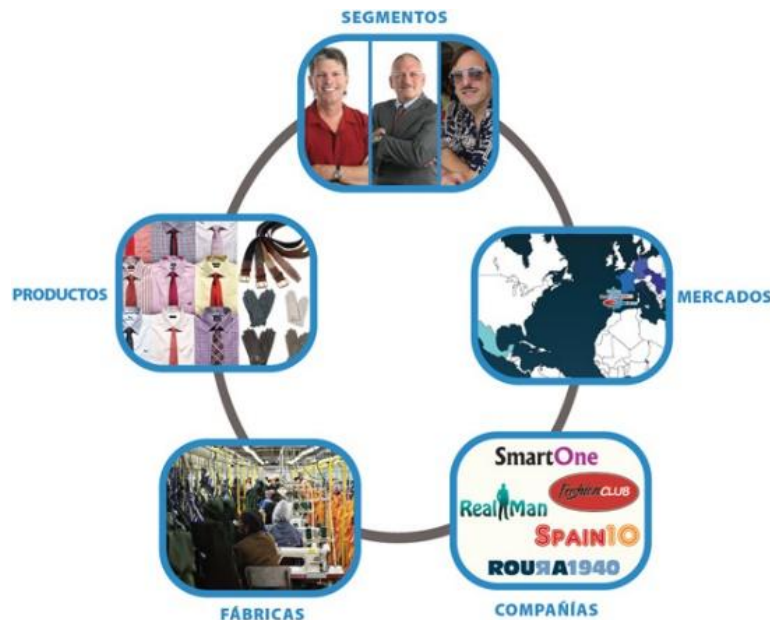 SEGMENTOS
PRODUCTOS
MERCADOS
SmartOne
Fashion CLUB
Real Man
SPAIN10
ROURA1940
FÁBRICAS
COMPAÑÍAS